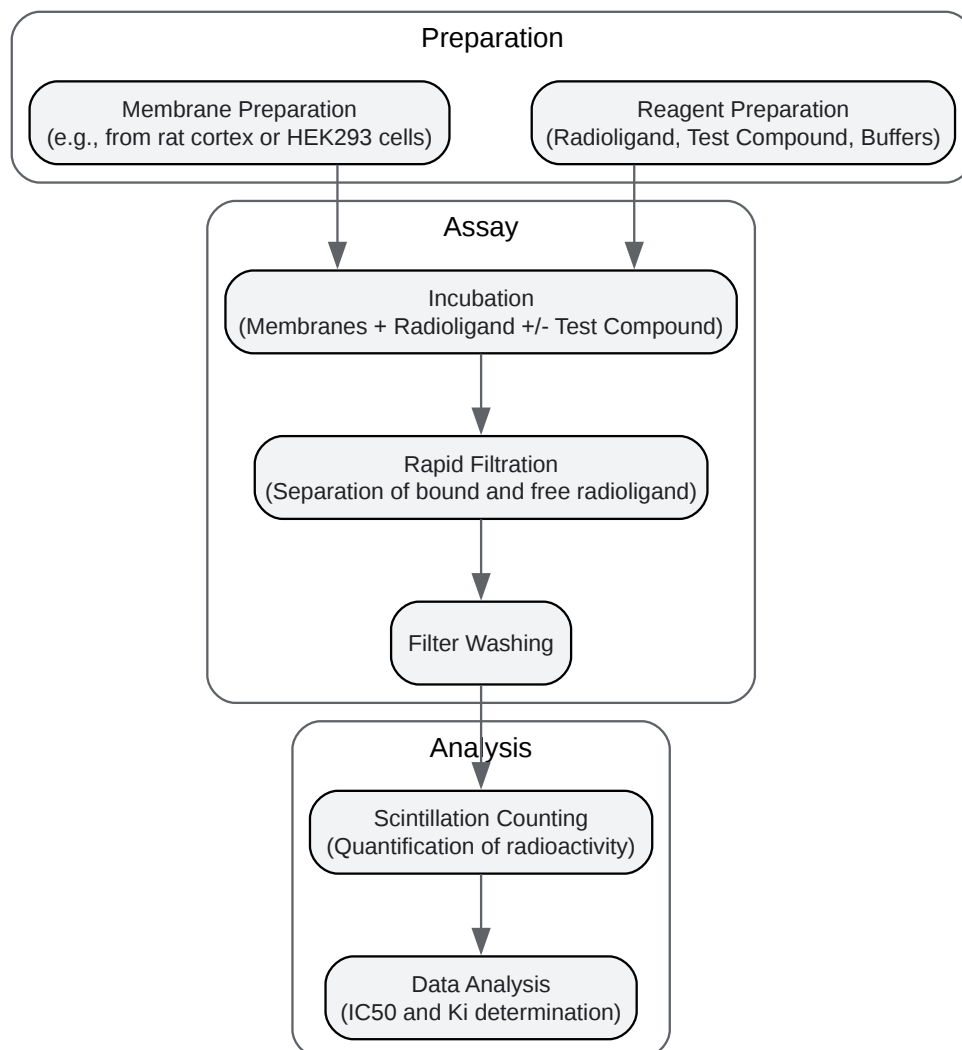 Preparation
Membrane Preparation
(e.g., from rat cortex or HEK293 cells)
Reagent Preparation
(Radioligand, Test Compound, Buffers)
Assay
Incubation
(Membranes + Radioligand +/- Test Compound)
Rapid Filtration
(Separation of bound and free radioligand)
Filter Washing
Analysis
Scintillation Counting
(Quantification of radioactivity)
Data Analysis
(IC50 and Ki determination)